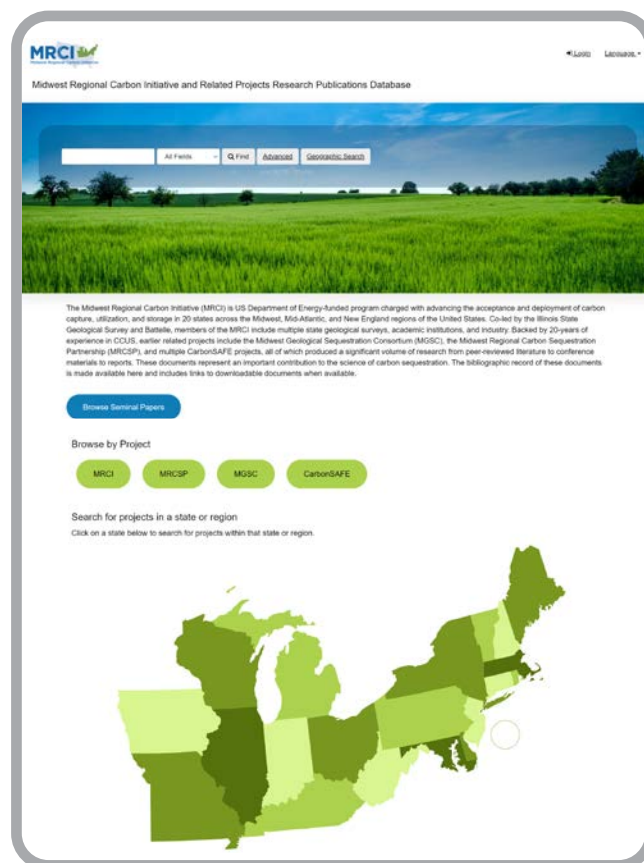 MRCI
Midwest Regional Carbon Initiative
Login Language
Midwest Regional Carbon Initiative and Related Projects Research Publications Database
All Fields Find Advanced Geographic Search
The Midwest Regional Carbon Initiative (MRCI) is US Department of Energy-funded program charged with advancing the acceptance and deployment of carbon
capture, utilization, and storage in 20 states across the Midwest, Mid-Atlantic, and New England regions of the United States. Co-led by the Illinois State
Geological Survey and Battelle, members of the MRCI include multiple state geological surveys, academic institutions, and industry. Backed by 20-years of
experience in CCUS, earlier related projects include the Midwest Geological Sequestration Consortium (MGSC), the Midwest Regional Carbon Sequestration
Partnership (MRCSP), and multiple CarbonSAFE projects, all of which produced a significant volume of research from peer-reviewed literature to conference
materials to reports. These documents represent an important contribution to the science of carbon sequestration. The bibliographic record of these documents
is made available here and includes links to downloadable documents when available.
Browse Seminal Papers
Browse by Project
MRCI MRCSP MGSC CarbonSAFE
Search for projects in a state or region
Click on a state below to search for projects within that state or region.